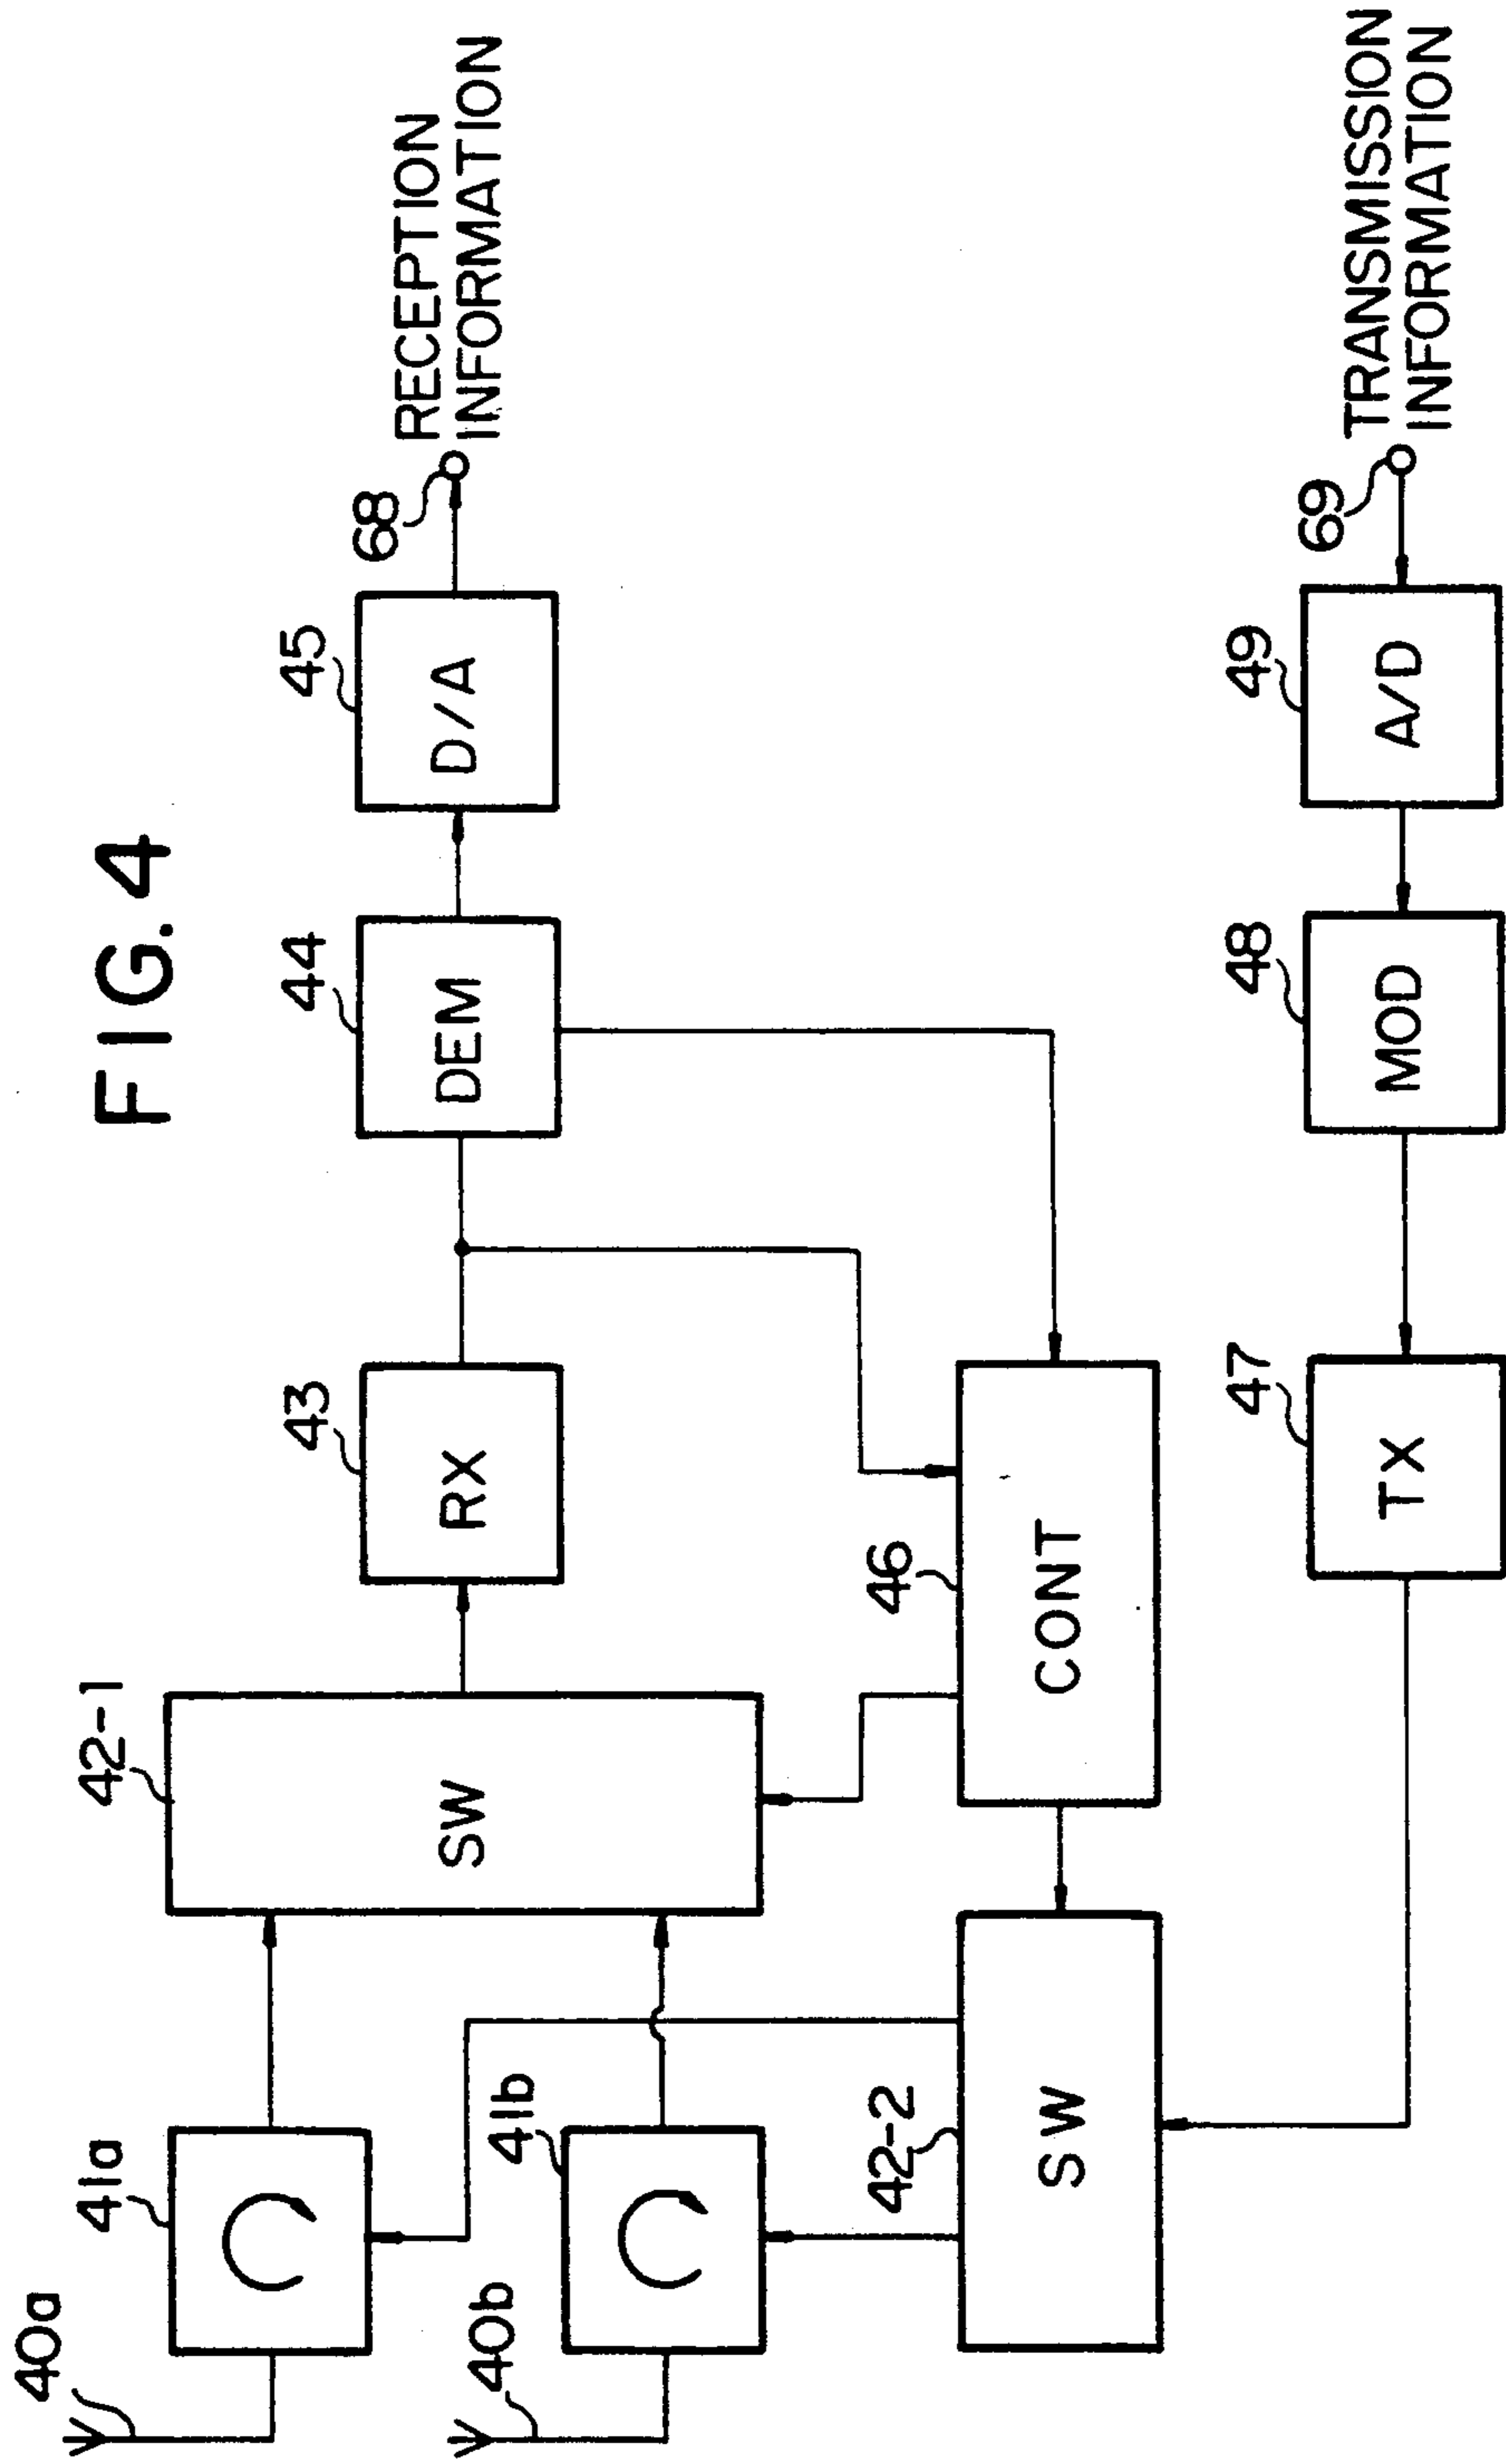 FIG. 4
40a
41a
42-1
SW
43
RX
44
DEM
45
D/A
68
RECEPTION
INFORMATION
40b
41b
42-2
SW
46
CONT
47
TX
48
MOD
49
A/D
69
TRANSMISSION
INFORMATION